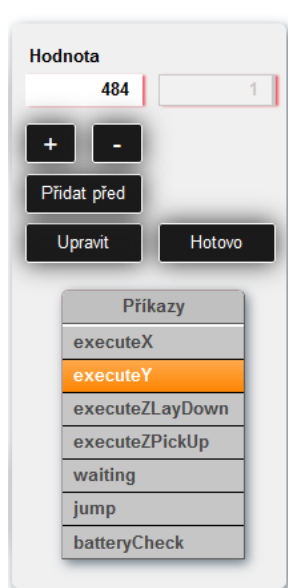 Hodnota
484 1
+ -
Přidat před
Upravit Hotovo
Příkazy
executeX
executeY
executeZLayDown
executeZPickUp
waiting
jump
batteryCheck